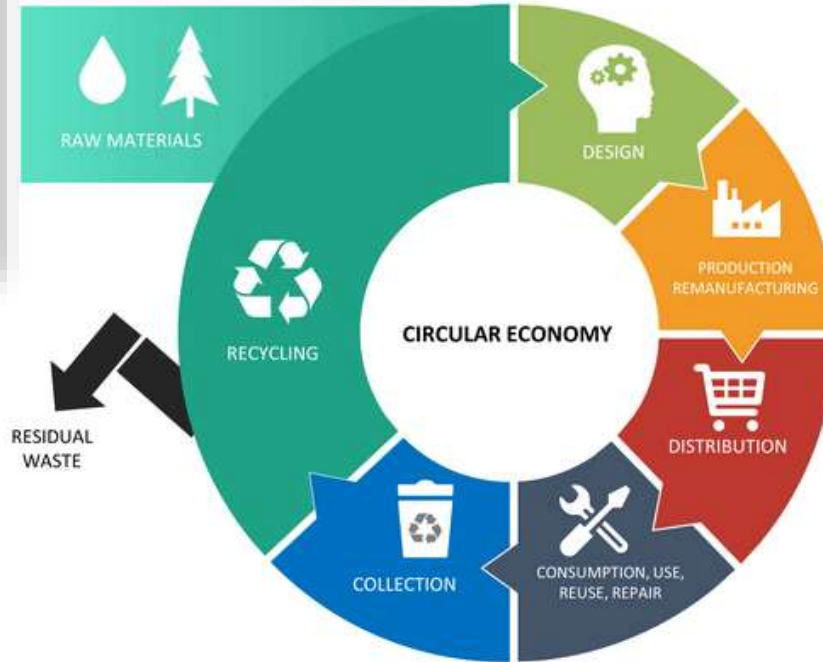 RAW MATERIALS
DESIGN
PRODUCTION
REMANUFACTURING
RECYCLING
CIRCULAR ECONOMY
RESIDUAL
WASTE
DISTRIBUTION
COLLECTION
CONSUMPTION, USE,
REUSE, REPAIR